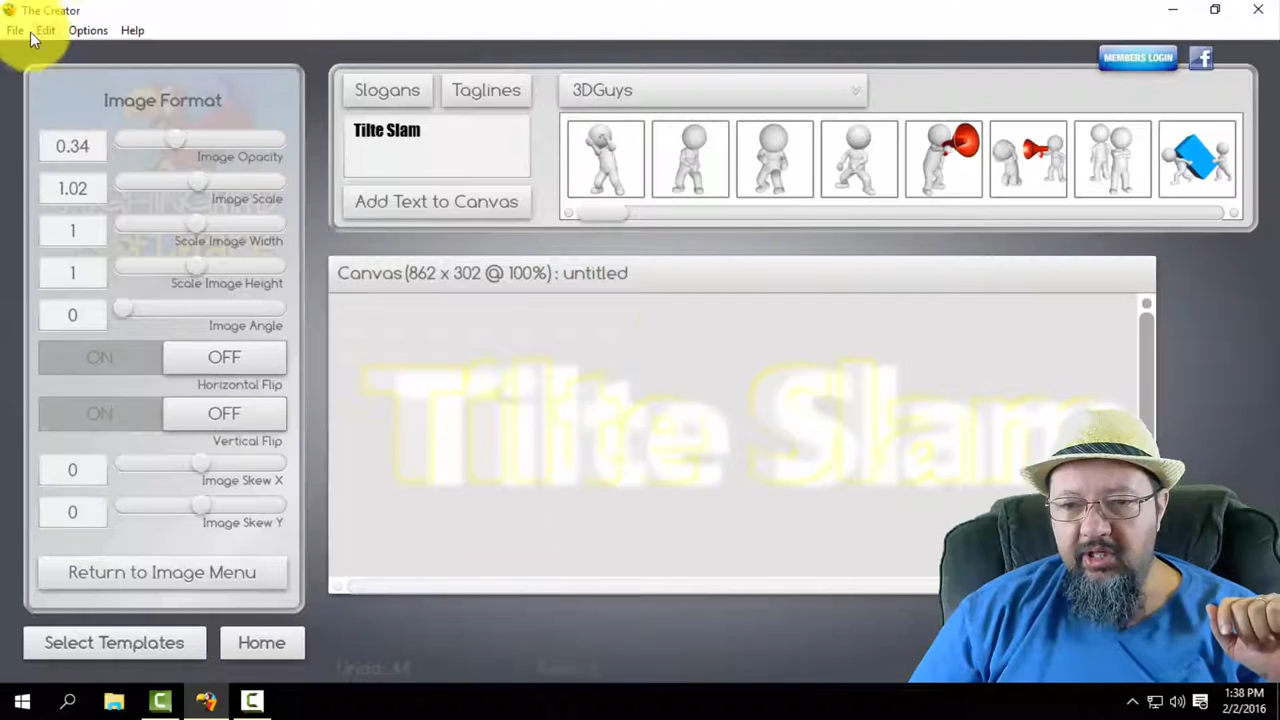 The Creator
File Edit Options Help
MEMBERS LOGIN
Image Format
0.34
Image Opacity
1.02
Image Scale
1
Scale Image Width
1
Scale Image Height
0
Image Angle
ON OFF
Horizontal Flip
ON OFF
Vertical Flip
0
Image Skew X
0
Image Skew Y
Return to Image Menu
Select Templates Home
Slogans Taglines
Tilte Slam
Add Text to Canvas
3DGuys
Canvas (862 x 302 @ 100%) : untitled
Tilte Slam
1:38 PM
2/2/2016